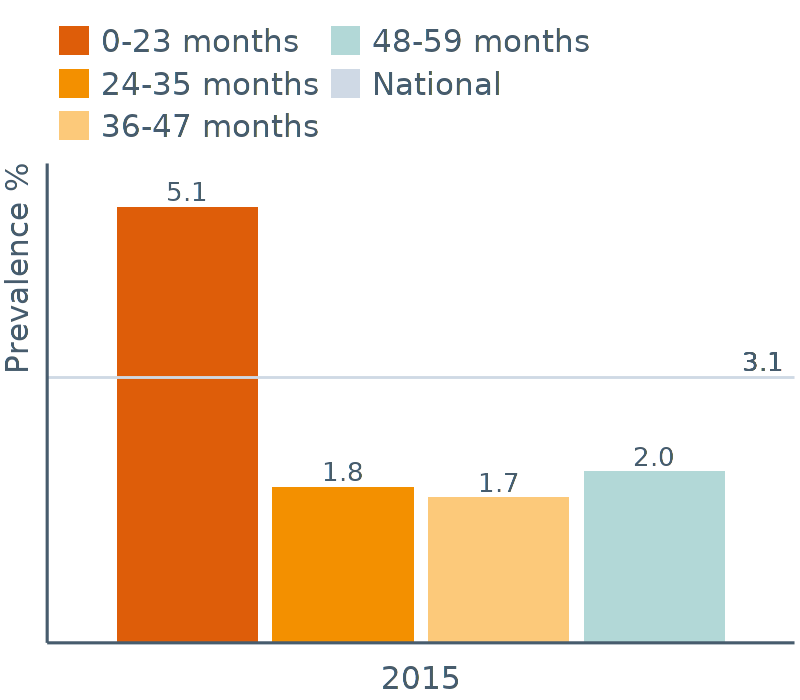 0-23 months
24-35 months
36-47 months
48-59 months
National
Prevalence %
5.1
1.8
1.7
2.0
3.1
2015